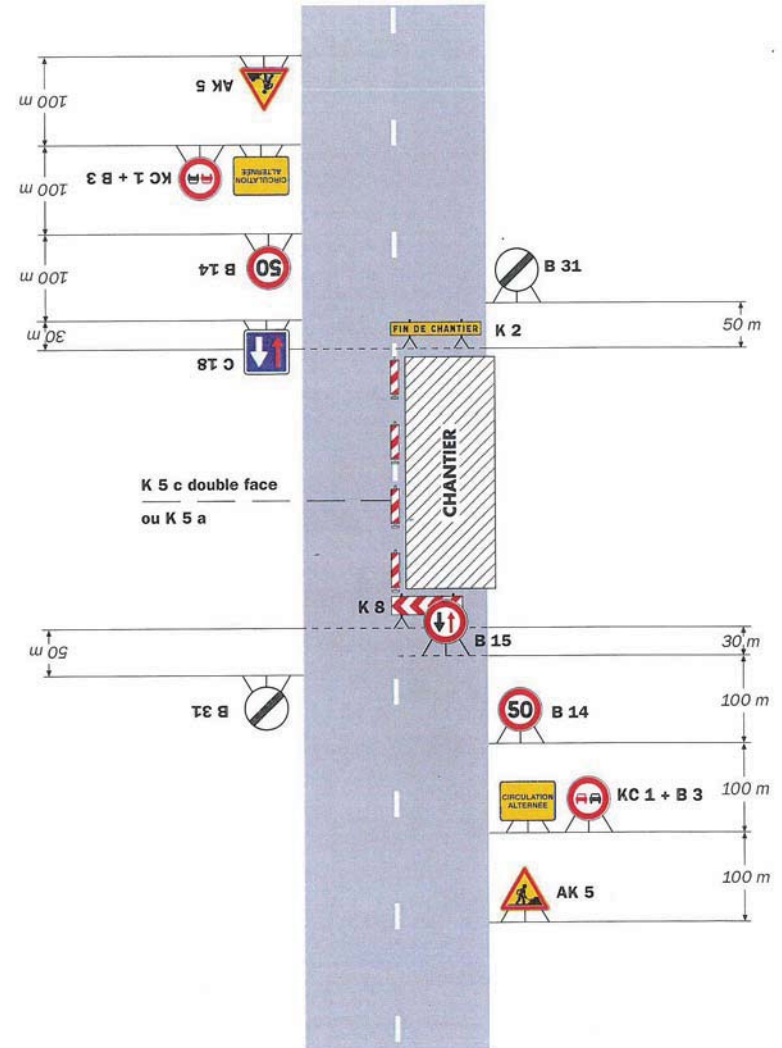 AK 5
100 m
KC 1 + B 3
CIRCULATION
ALTERNÉE
100 m
B 14
50
100 m
B 31
FIN DE CHANTIER
K 2
50 m
30 m
C 18
CHANTIER
K 5 c double face
ou K 5 a
K 8
B 15
30 m
50 m
B 31
50
B 14
100 m
CIRCULATION
ALTERNÉE
KC 1 + B 3
100 m
AK 5
100 m